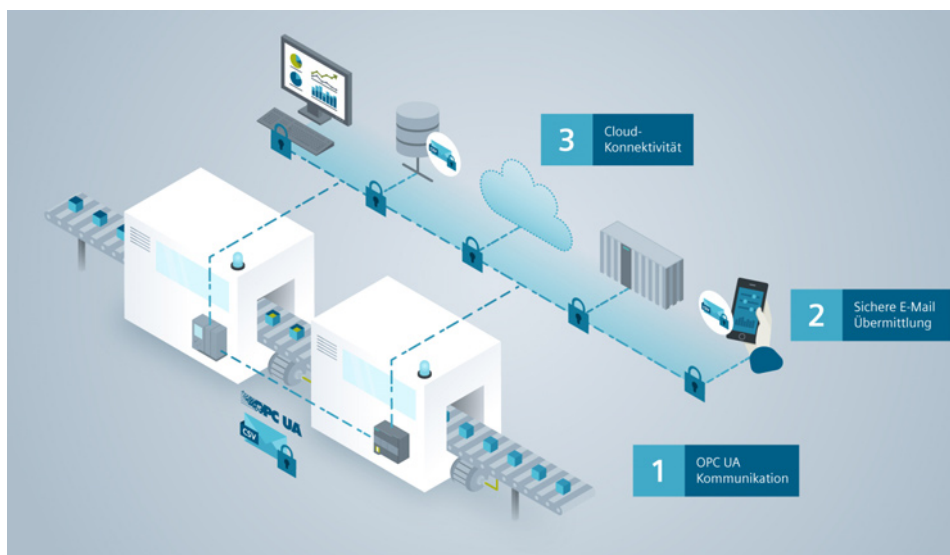 3
Cloud-
Konnektivität
2
Sichere E-Mail
Übermittlung
OPC UA
CSV
1
OPC UA
Kommunikation